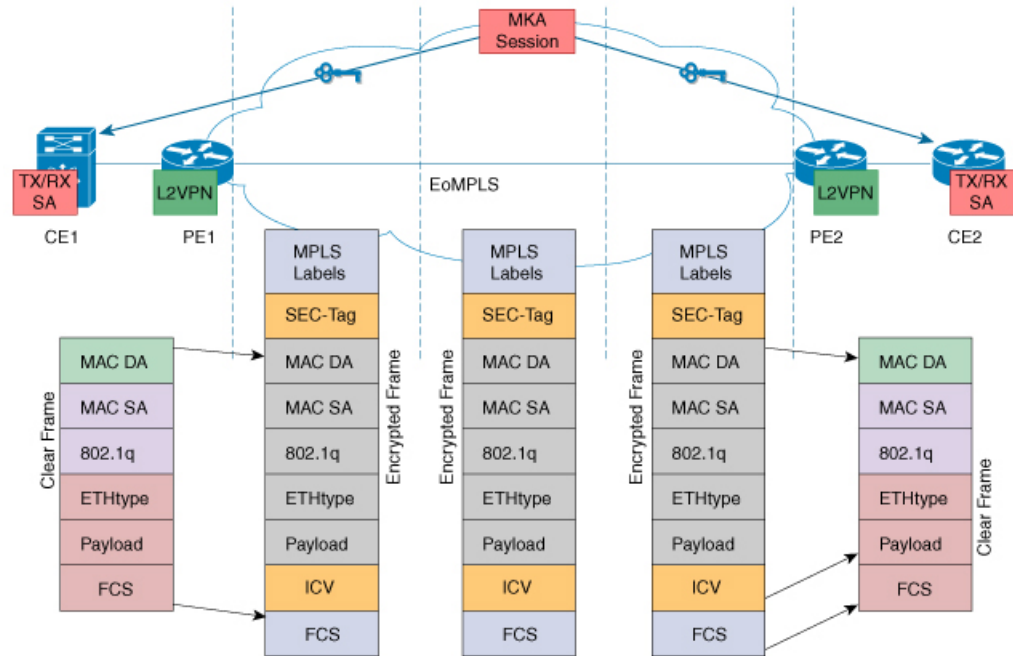 MKA
Session
TX/RX
SA
L2VPN
EoMPLS
L2VPN
TX/RX
SA
CE1
PE1
PE2
CE2
Clear Frame
MAC DA
MAC SA
802.1q
ETHtype
Payload
FCS
MPLS
Labels
SEC-Tag
MAC DA
MAC SA
802.1q
ETHtype
Payload
ICV
FCS
Encrypted Frame
Encrypted Frame
MPLS
Labels
SEC-Tag
MAC DA
MAC SA
802.1q
ETHtype
Payload
ICV
FCS
Encrypted Frame
MPLS
Labels
SEC-Tag
MAC DA
MAC SA
802.1q
ETHtype
Payload
ICV
FCS
MAC DA
MAC SA
802.1q
ETHtype
Payload
FCS
Clear Frame